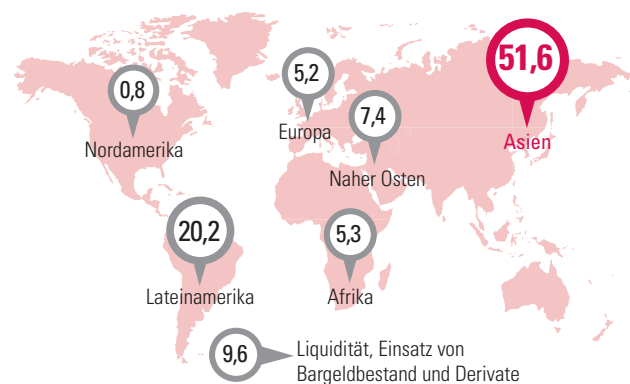 0,8
Nordamerika
5,2
Europa
7,4
Naher Osten
51,6
Asien
20,2
Lateinamerika
5,3
Afrika
9,6
Liquidität, Einsatz von
Bargeldbestand und Derivate